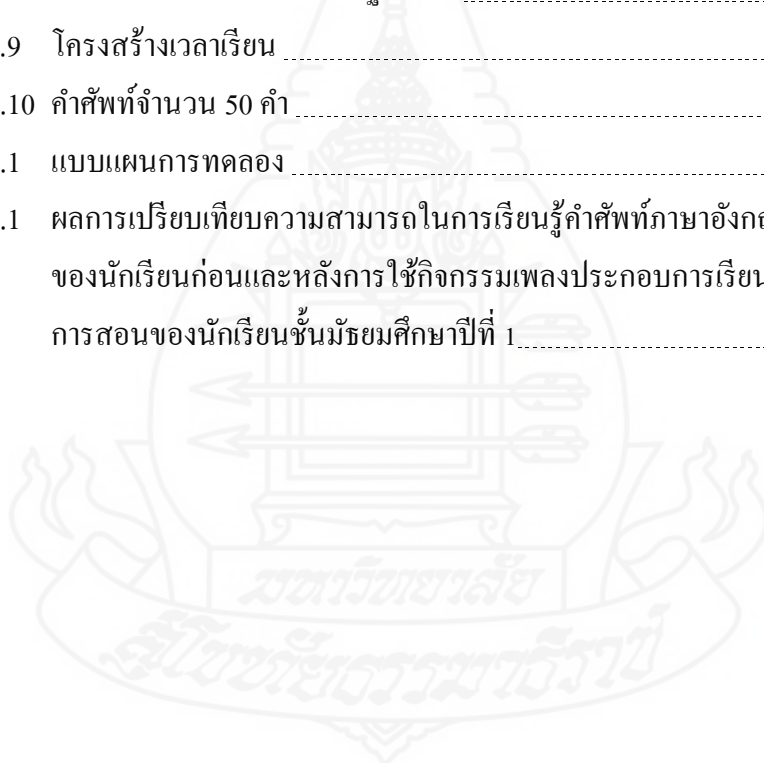 .9 โครงสร้างเวลาเรียน
.10 คำศัพท์จำนวน 50 คำ
.1 แบบแผนการทดลอง
.1 ผลการเปรียบเทียบความสามารถในการเรียนรู้คำศัพท์ภาษาอังกฤษ
ของนักเรียนก่อนและหลังการใช้กิจกรรมเพลงประกอบการเรียน
การสอนของนักเรียนชั้นมัธยมศึกษาปีที่ 1
มหาวิทยาลัย
สุโขทัยธรรมาธิราช